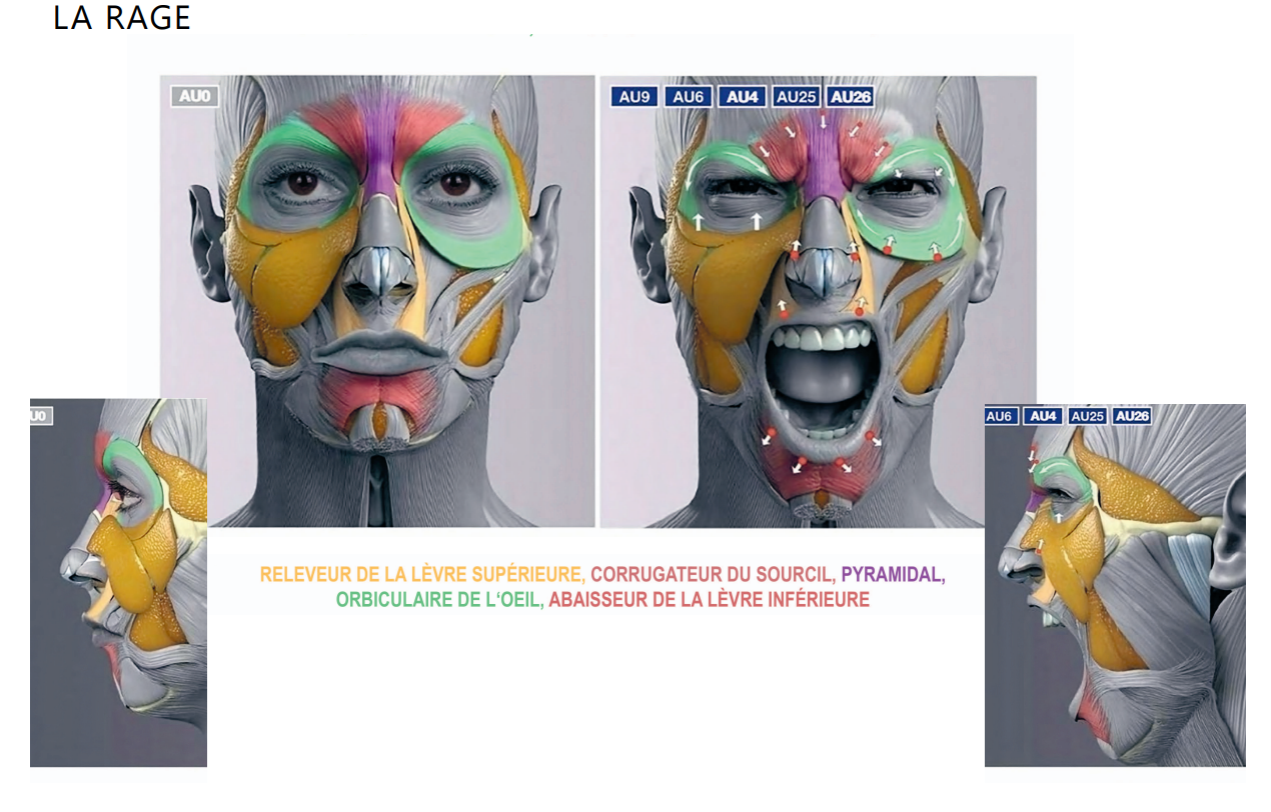 LA RAGE
AU0
AU9 AU6 AU4 AU25 AU26
U0
AU6 AU4 AU25 AU26
RELEVEUR DE LA LÈVRE SUPÉRIEURE, CORRUGATEUR DU SOURCIL, PYRAMIDAL,
ORBICULAIRE DE L‘OEIL, ABAISSEUR DE LA LÈVRE INFÉRIEURE